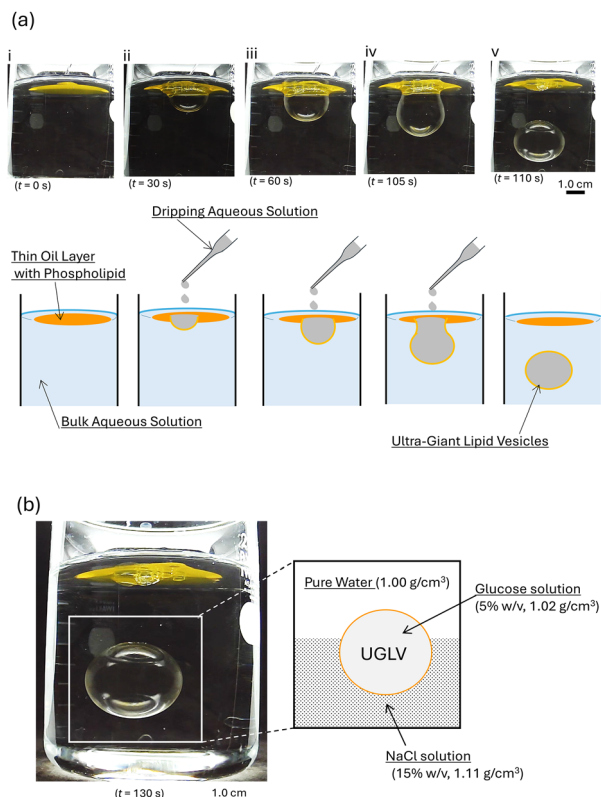 (a)
i ii iii iv v
(t = 0 s) (t = 30 s) (t = 60 s) (t = 105 s) (t = 110 s)
1.0 cm
Dripping Aqueous Solution
Thin Oil Layer
with Phospholipid
Bulk Aqueous Solution
Ultra-Giant Lipid Vesicles
(b)
Pure Water (1.00 g/cm³)
Glucose solution
(5% w/v, 1.02 g/cm³)
UGLV
NaCl solution
(15% w/v, 1.11 g/cm³)
(t = 130 s) 1.0 cm